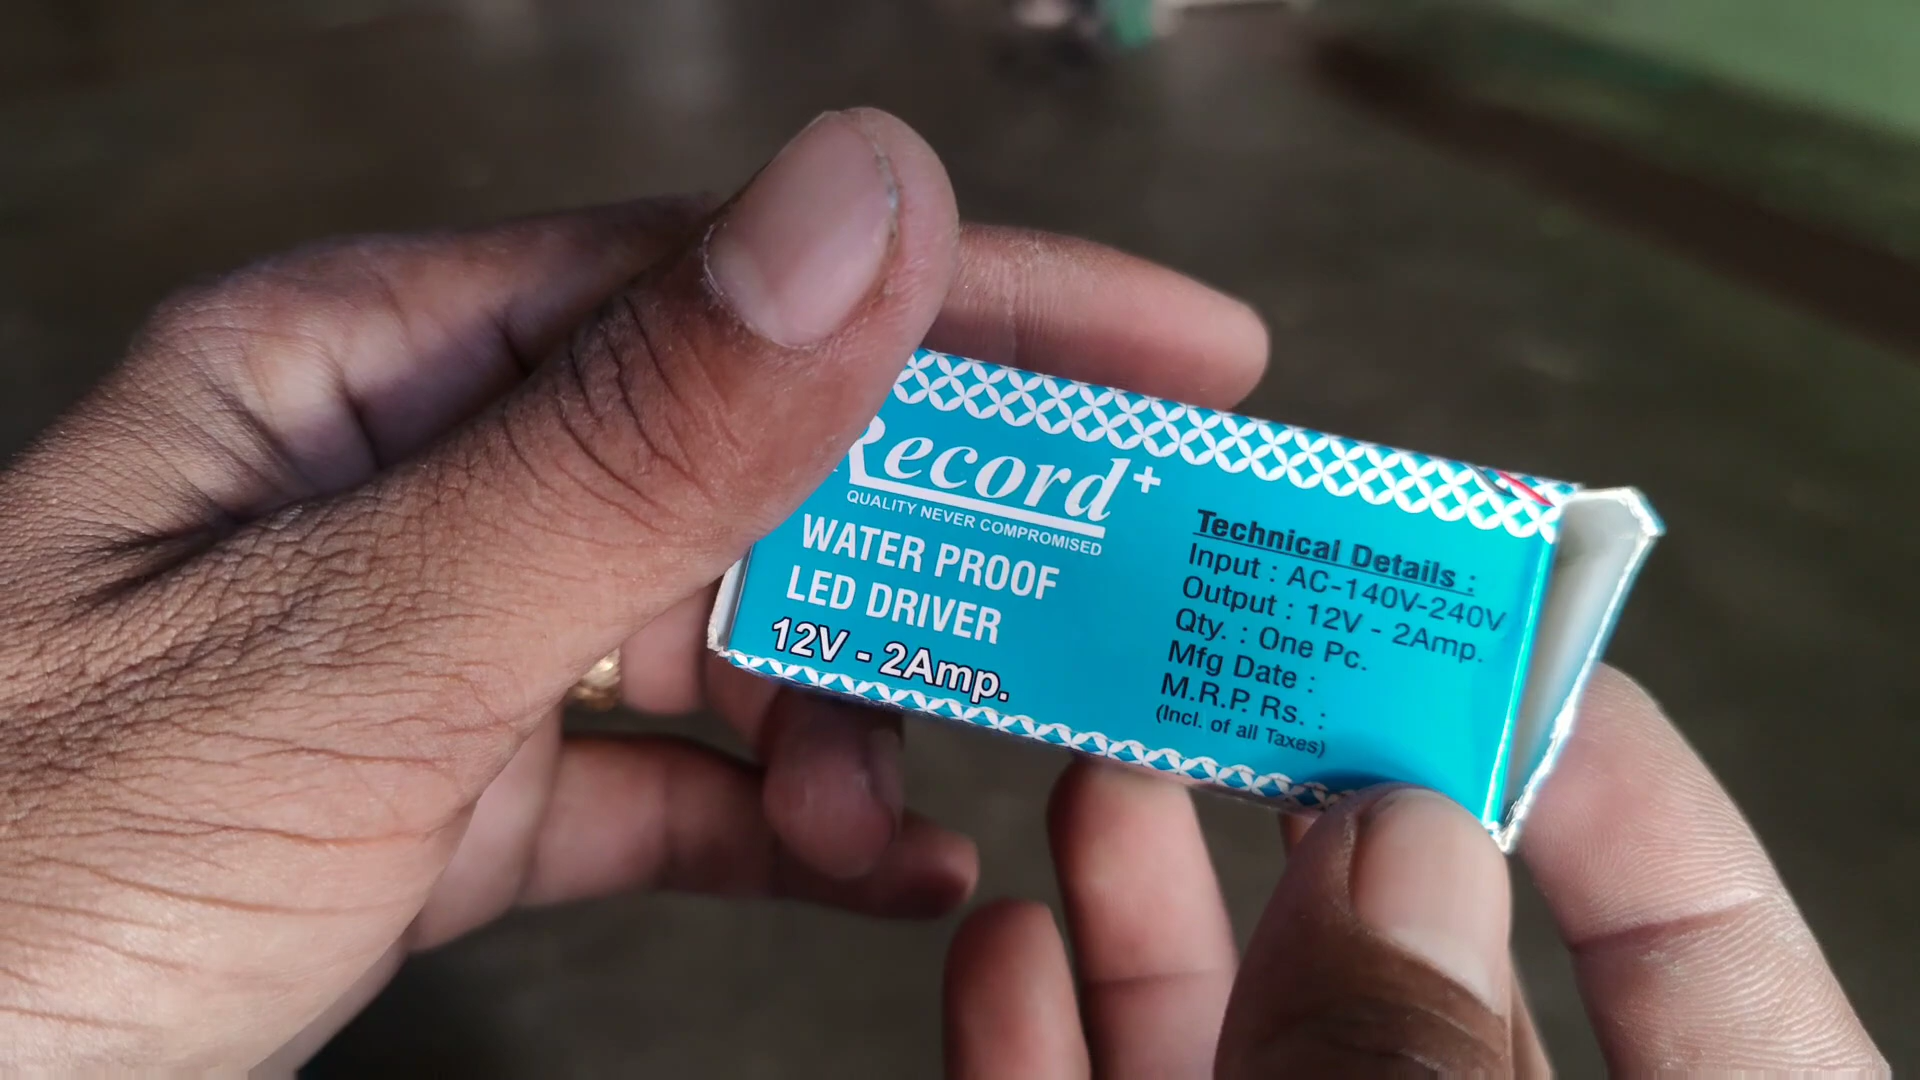 Record+
QUALITY NEVER COMPROMISED
WATER PROOF
LED DRIVER
12V - 2Amp.
Technical Details :
Input : AC-140V-240V
Output : 12V - 2Amp.
Qty. : One Pc.
Mfg Date :
M.R.P. Rs. :
(Incl. of all Taxes)